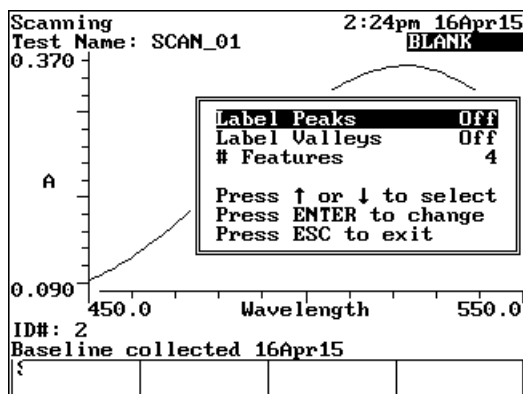 Scanning 2:24pm 16Apr15
Test Name: SCAN_01 BLANK
0.370
Label Peaks Off
Label Valleys Off
# Features 4
A
Press ↑ or ↓ to select
Press ENTER to change
Press ESC to exit
0.090
450.0 Wavelength 550.0
ID#: 2
Baseline collected 16Apr15